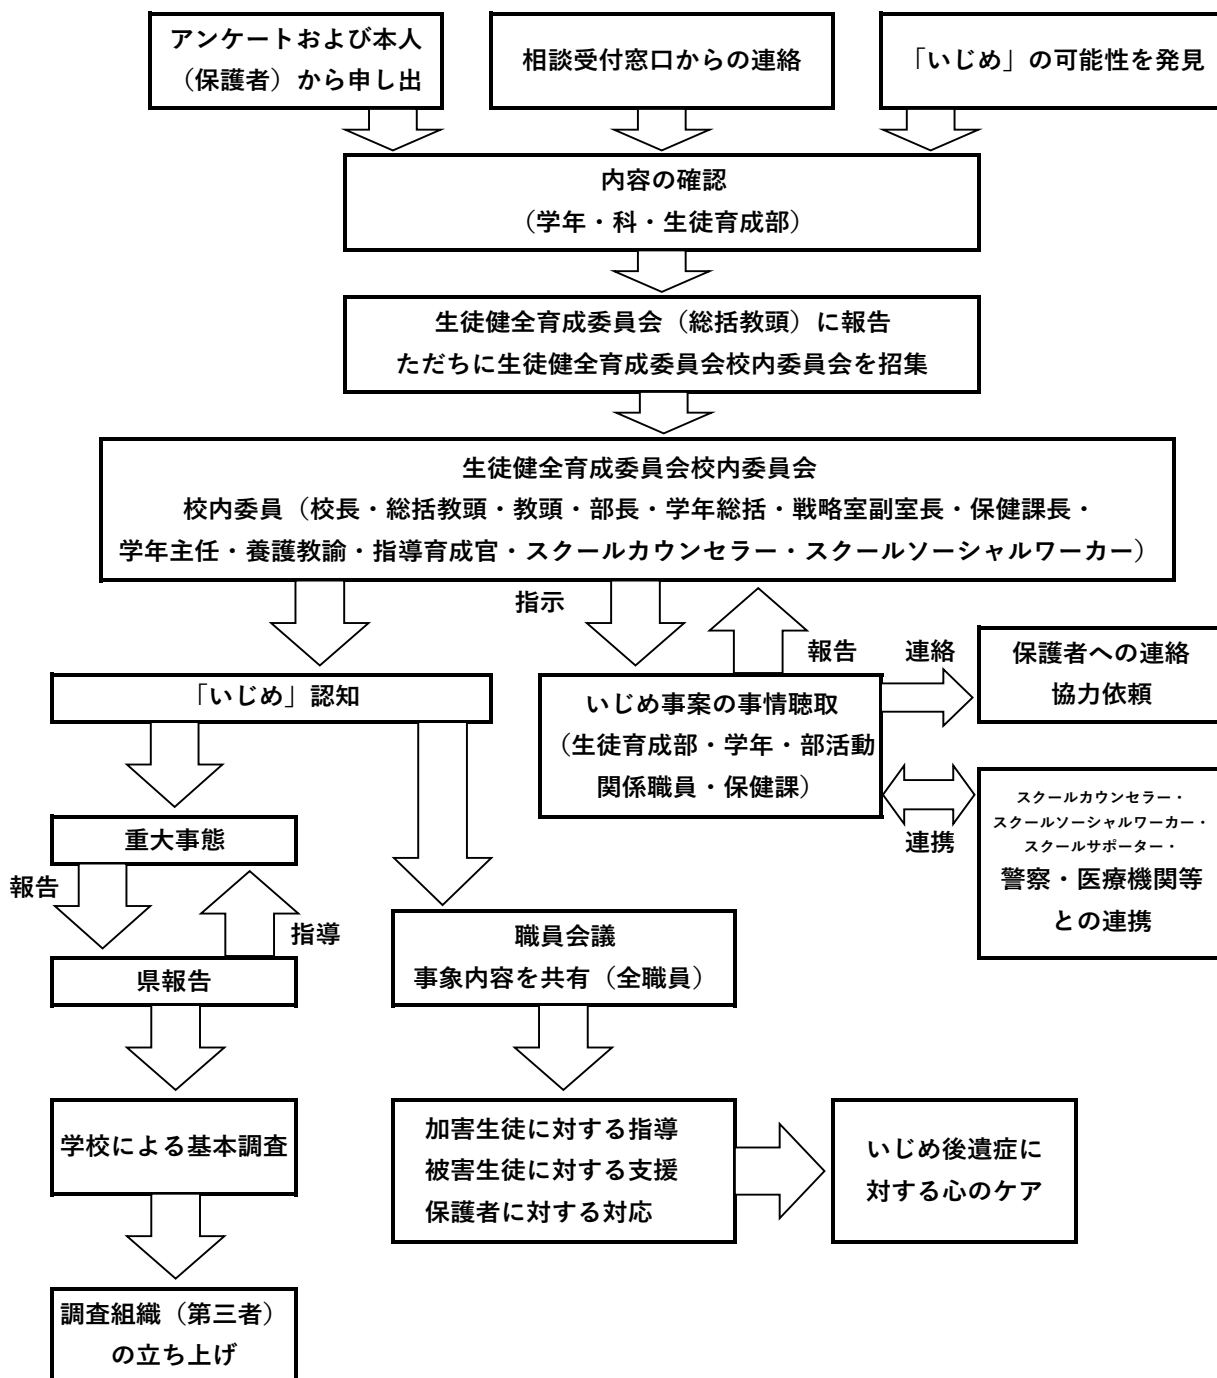 アンケートおよび本人
（保護者）から申し出
相談受付窓口からの連絡
「いじめ」の可能性を発見
内容の確認
（学年・科・生徒育成部）
生徒健全育成委員会（総括教頭）に報告
ただちに生徒健全育成委員会校内委員会を招集
生徒健全育成委員会校内委員会
校内委員（校長・総括教頭・教頭・部長・学年総括・戦略室副室長・保健課長・
学年主任・養護教諭・指導育成官・スクールカウンセラー・スクールソーシャルワーカー）
指示
報告
連絡
保護者への連絡
協力依頼
「いじめ」認知
いじめ事案の事情聴取
（生徒育成部・学年・部活動
関係職員・保健課）
連携
スクールカウンセラー・
スクールソーシャルワーカー・
スクールサポーター・
警察・医療機関等
との連携
重大事態
報告
指導
県報告
職員会議
事象内容を共有（全職員）
学校による基本調査
加害生徒に対する指導
被害生徒に対する支援
保護者に対する対応
いじめ後遺症に
対する心のケア
調査組織（第三者）
の立ち上げ